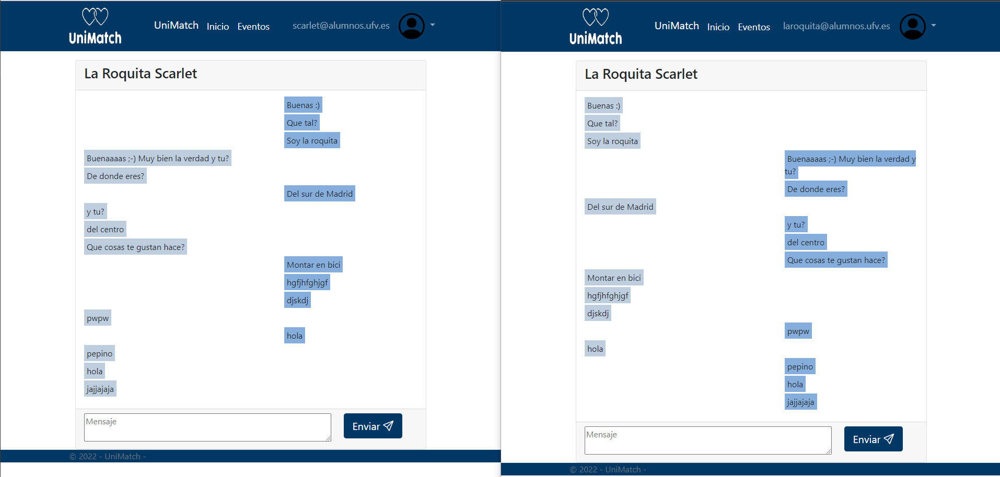 UniMatch
UniMatch Inicio Eventos scarlet@alumnos.ufv.es
La Roquita Scarlet
Buenas :)
Que tal?
Soy la roquita
Buenaaaas ;-) Muy bien la verdad y tu?
De donde eres?
Del sur de Madrid
y tu?
del centro
Que cosas te gustan hace?
Montar en bici
hgfjhfghjgf
djskdj
pwpw
hola
pepino
hola
jajjajaja
Mensaje
Enviar
© 2022 - UniMatch -
UniMatch
UniMatch Inicio Eventos laroquita@alumnos.ufv.es
La Roquita Scarlet
Buenas :)
Que tal?
Soy la roquita
Buenaaaas ;-) Muy bien la verdad y
tu?
De donde eres?
Del sur de Madrid
y tu?
del centro
Que cosas te gustan hace?
Montar en bici
hgfjhfghjgf
djskdj
pwpw
hola
pepino
hola
jajjajaja
Mensaje
Enviar
© 2022 - UniMatch -